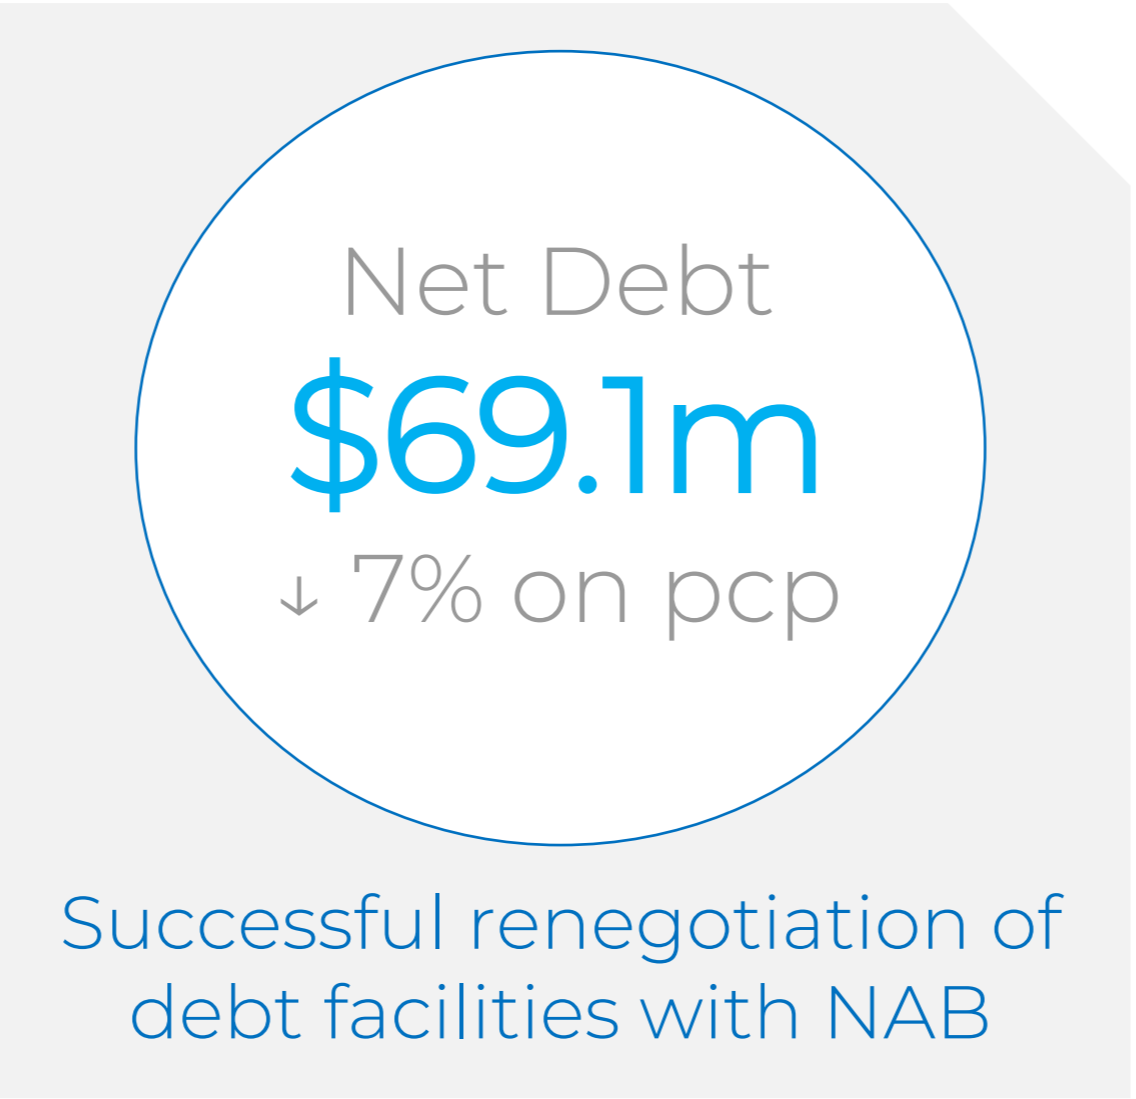 Net Debt
$69.1m
↓ 7% on pcp
Successful renegotiation of
debt facilities with NAB